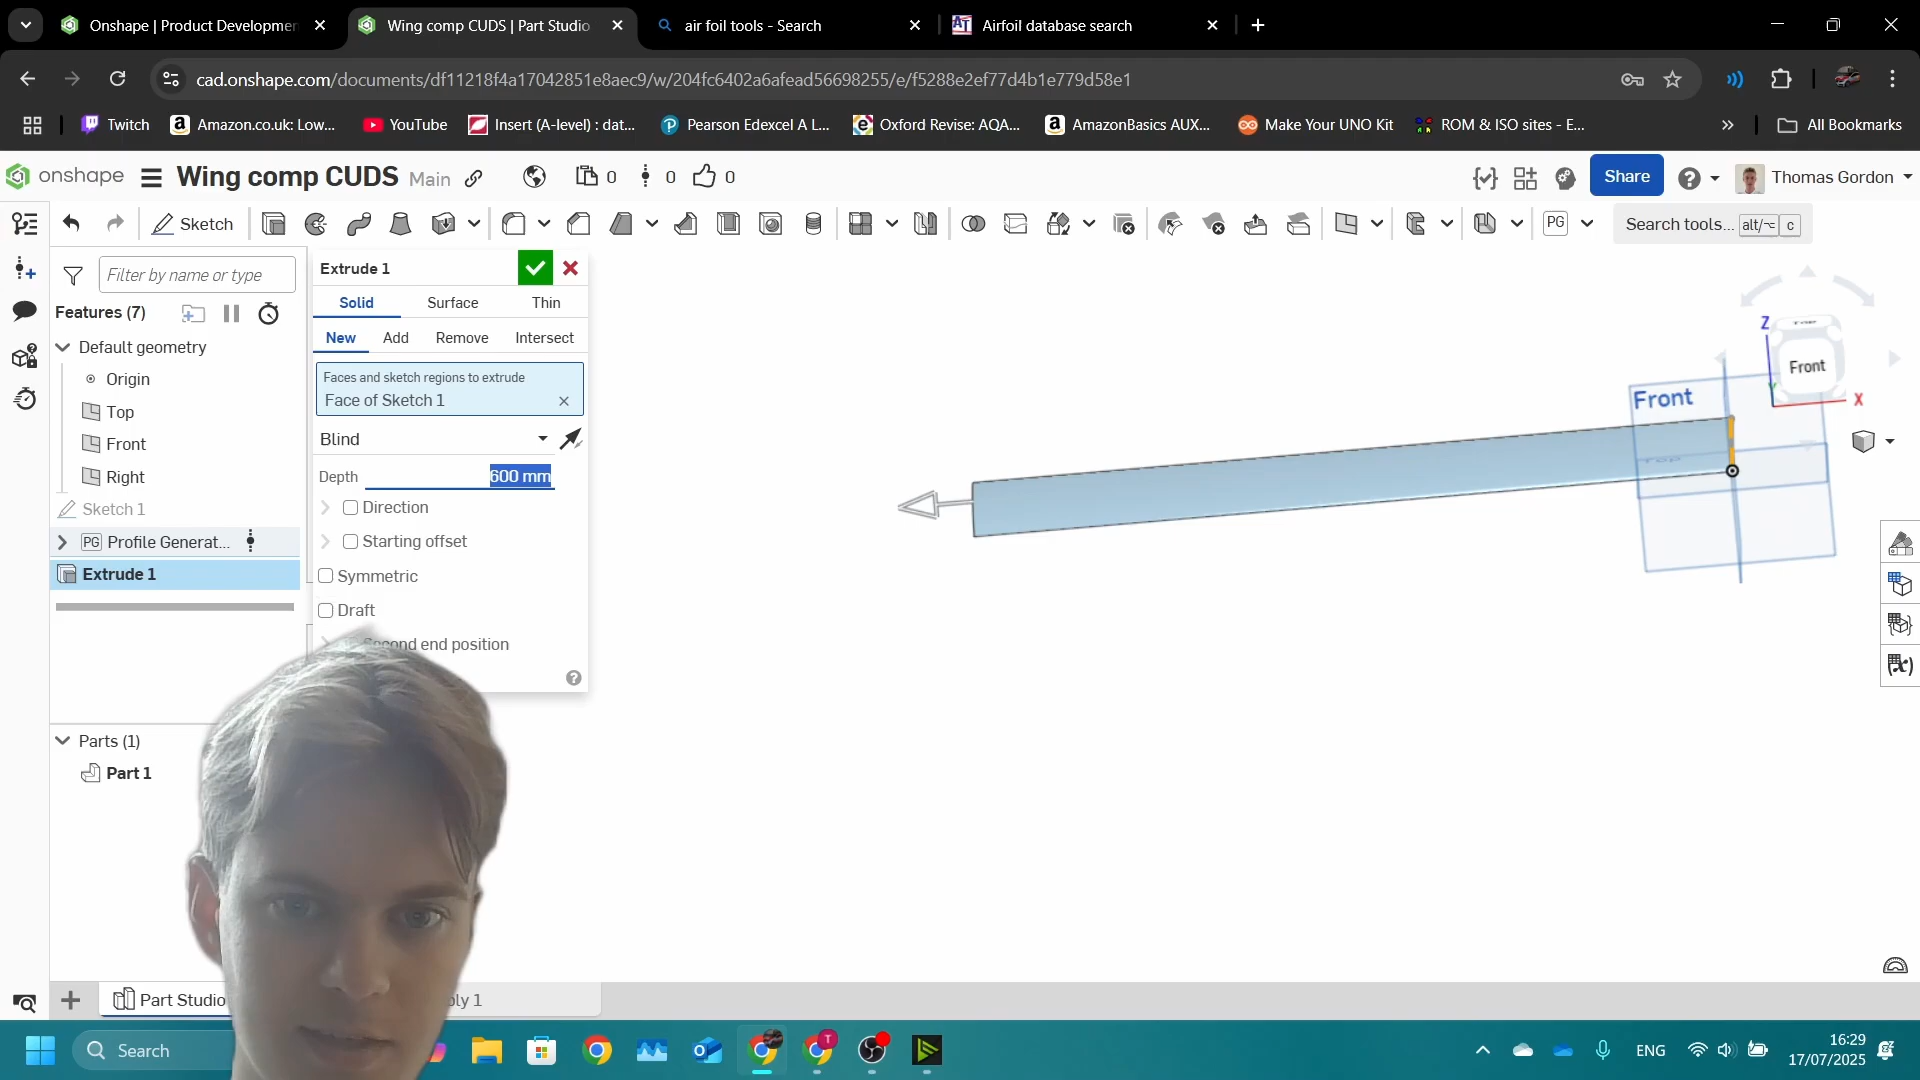 Onshape | Product Developmen
Wing comp CUDS | Part Studio
air foil tools - Search
Airfoil database search
cad.onshape.com/documents/df11218f4a17042851e8aec9/w/204fc6402a6afead56698255/e/f5288e2ef77d4b1e779d58e1
Twitch
Amazon.co.uk: Low...
YouTube
Insert (A-level) : dat...
Pearson Edexcel A L...
Oxford Revise: AQA...
AmazonBasics AUX...
Make Your UNO Kit
ROM & ISO sites - E...
All Bookmarks
onshape
Wing comp CUDS Main
0
0
0
Share
Thomas Gordon
Sketch
PG
Search tools... alt/⌥ c
Filter by name or type
Features (7)
Default geometry
Origin
Top
Front
Right
Sketch 1
PG Profile Generat...
Extrude 1
Parts (1)
Part 1
Extrude 1
Solid Surface Thin
New Add Remove Intersect
Faces and sketch regions to extrude
Face of Sketch 1
Blind
Depth 600 mm
Direction
Starting offset
Symmetric
Draft
Second end position
Front
Top
Z
Top
Front
X
Part Studio
bly 1
Search
ENG
16:29
17/07/2025